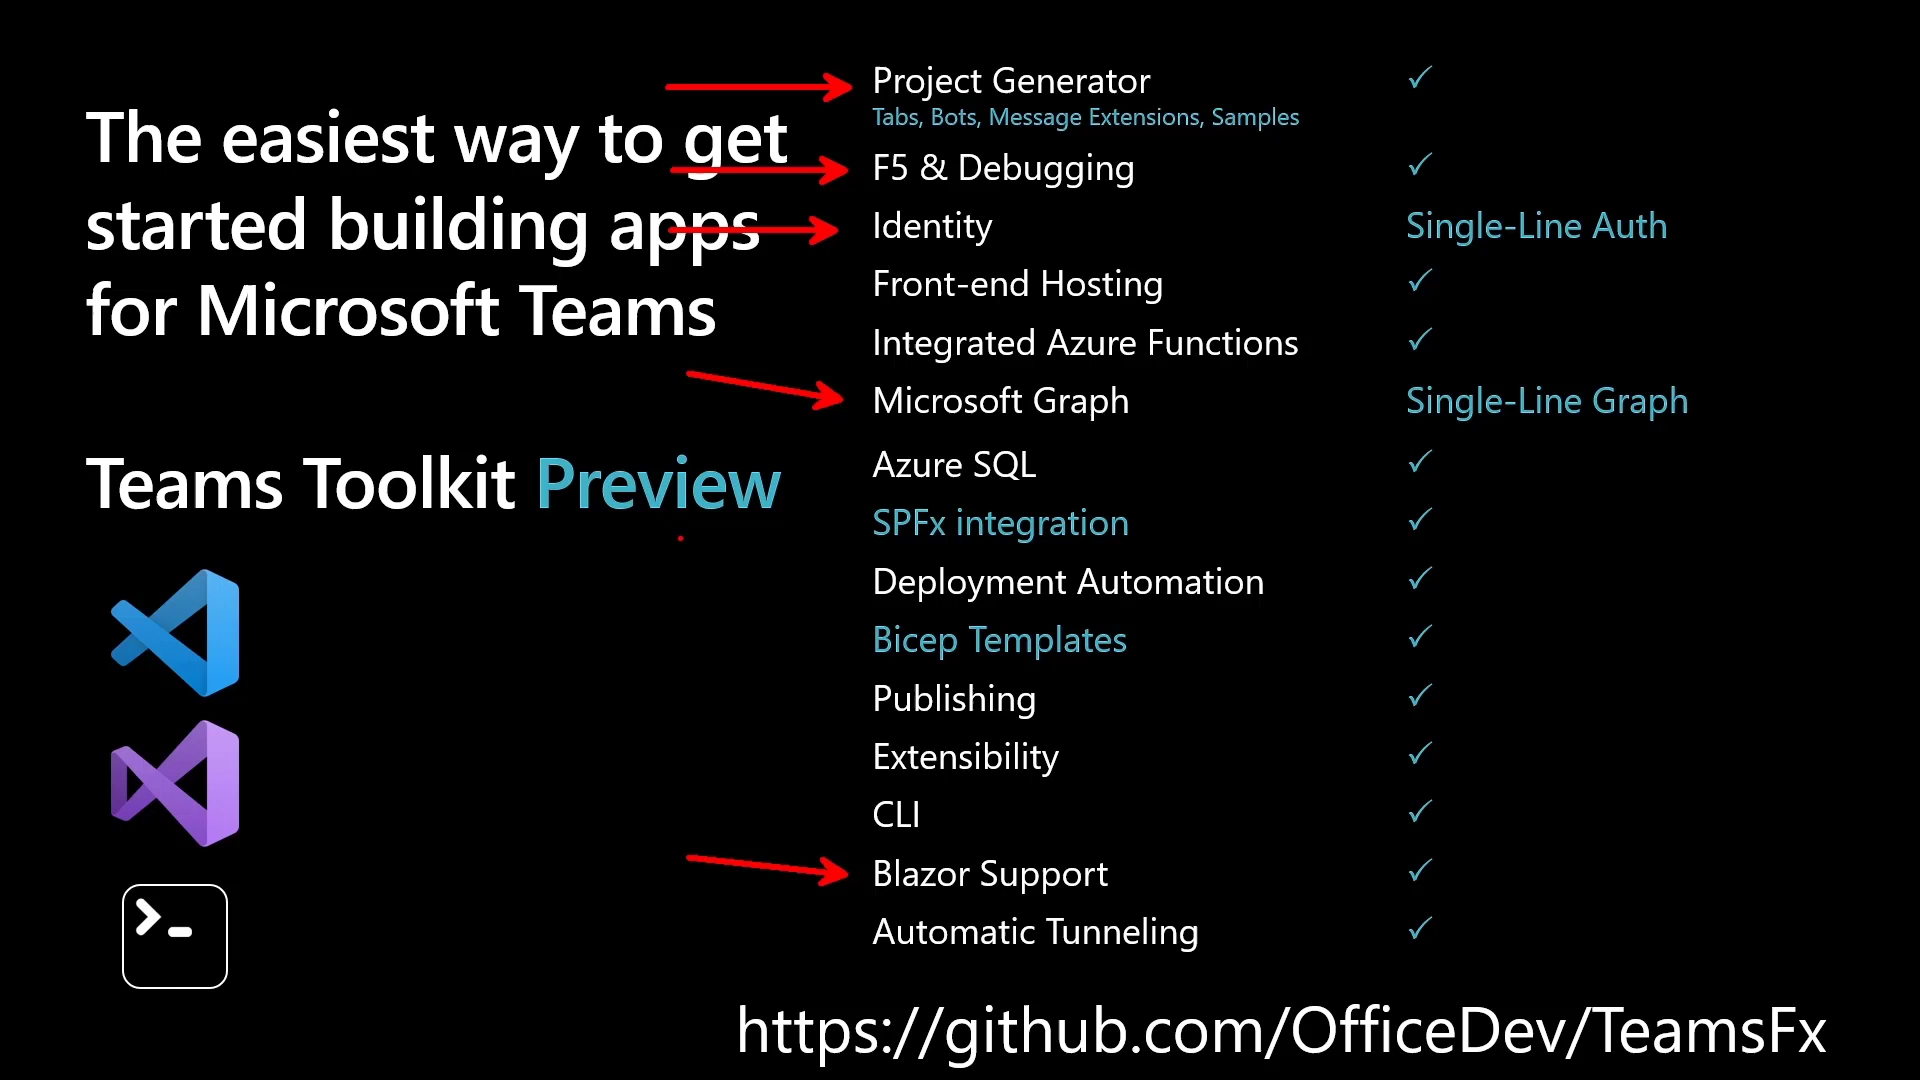 The easiest way to get
started building apps
for Microsoft Teams
Teams Toolkit Preview
Project Generator ✓
Tabs, Bots, Message Extensions, Samples
F5 & Debugging ✓
Identity Single-Line Auth
Front-end Hosting ✓
Integrated Azure Functions ✓
Microsoft Graph Single-Line Graph
Azure SQL ✓
SPFx integration ✓
Deployment Automation ✓
Bicep Templates ✓
Publishing ✓
Extensibility ✓
CLI ✓
Blazor Support ✓
Automatic Tunneling ✓
https://github.com/OfficeDev/TeamsFx